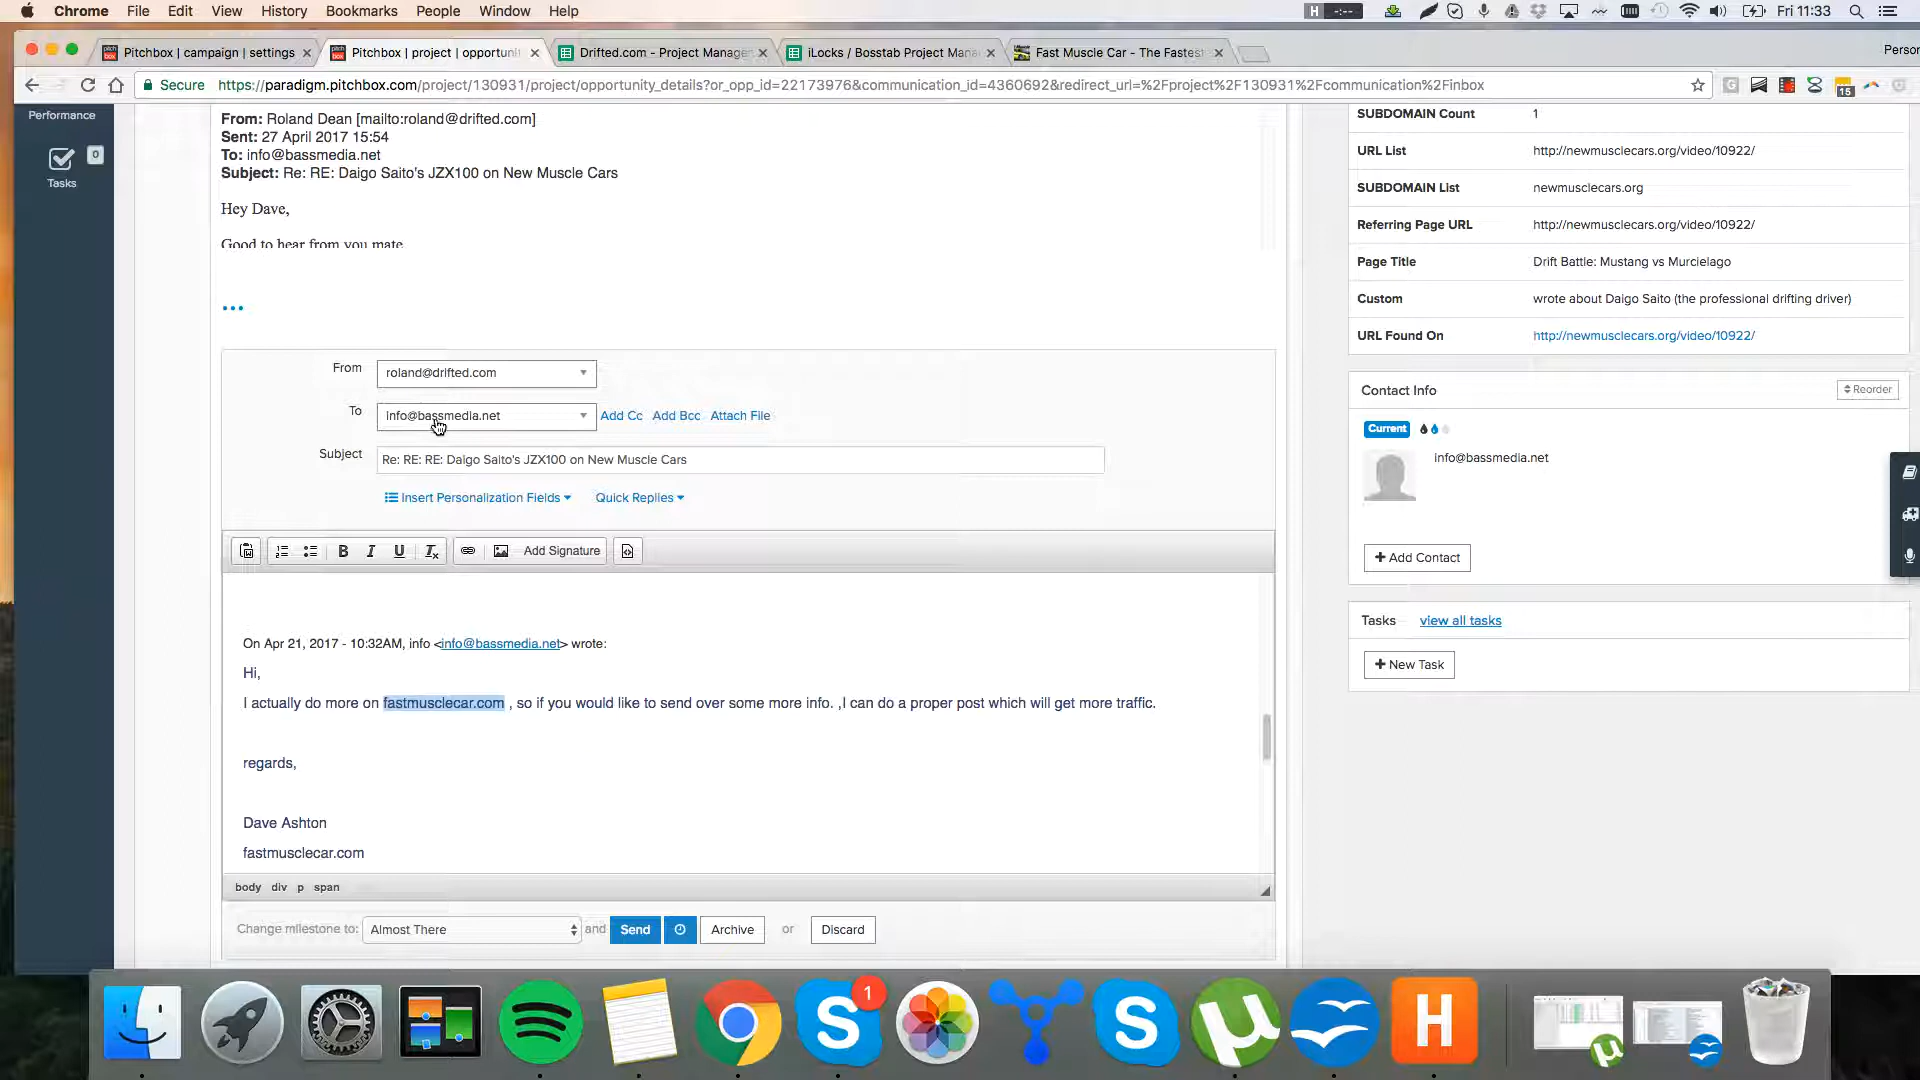 Chrome File Edit View History Bookmarks People Window Help
H -:-- Fri 11:33
Pitchbox | campaign | settings
Pitchbox | project | opportuni
Drifted.com - Project Manage
iLocks / Bosstab Project Mana
Fast Muscle Car - The Fastest
Person
Secure https://paradigm.pitchbox.com/project/130931/project/opportunity_details?or_opp_id=22173976&communication_id=4360692&redirect_url=%2Fproject%2F130931%2Fcommunication%2Finbox
15
Performance
0
Tasks
From: Roland Dean [mailto:roland@drifted.com]
Sent: 27 April 2017 15:54
To: info@bassmedia.net
Subject: Re: RE: Daigo Saito's JZX100 on New Muscle Cars
Hey Dave,
Good to hear from you mate
From roland@drifted.com
To info@bassmedia.net Add Cc Add Bcc Attach File
Subject Re: RE: RE: Daigo Saito's JZX100 on New Muscle Cars
Insert Personalization Fields Quick Replies
B I U Tx Add Signature
On Apr 21, 2017 - 10:32AM, info <info@bassmedia.net> wrote:
Hi,
I actually do more on fastmusclecar.com , so if you would like to send over some more info. ,I can do a proper post which will get more traffic.
regards,
Dave Ashton
fastmusclecar.com
body div p span
Change milestone to: Almost There and Send Archive or Discard
SUBDOMAIN Count 1
URL List http://newmusclecars.org/video/10922/
SUBDOMAIN List newmusclecars.org
Referring Page URL http://newmusclecars.org/video/10922/
Page Title Drift Battle: Mustang vs Murcielago
Custom wrote about Daigo Saito (the professional drifting driver)
URL Found On http://newmusclecars.org/video/10922/
Contact Info Reorder
Current
info@bassmedia.net
+ Add Contact
Tasks view all tasks
+ New Task
1
S
S
H